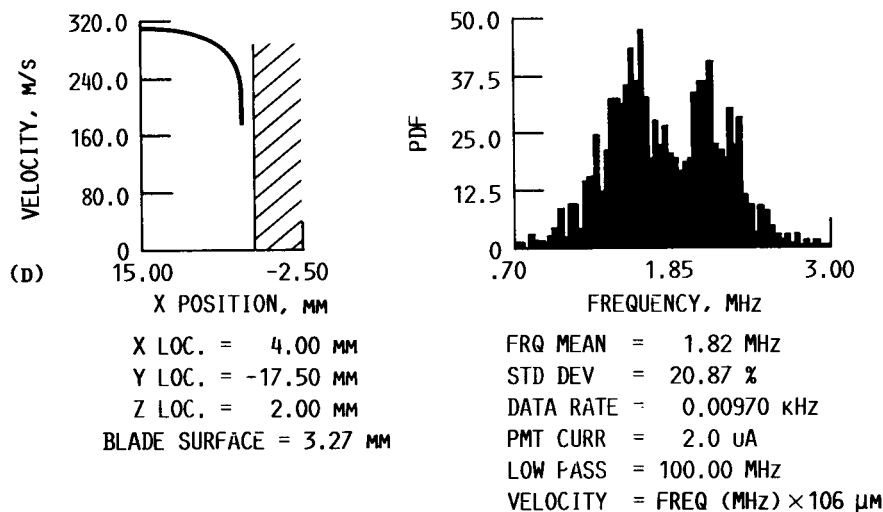 320.0
240.0
160.0
80.0
0
VELOCITY, M/S
(D)
15.00 -2.50
X POSITION, MM
X LOC. = 4.00 MM
Y LOC. = -17.50 MM
Z LOC. = 2.00 MM
BLADE SURFACE = 3.27 MM
50.0
37.5
25.0
12.5
0
PDF
.70 1.85 3.00
FREQUENCY, MHz
FRQ MEAN = 1.82 MHz
STD DEV = 20.87 %
DATA RATE = 0.00970 KHz
PMT CURR = 2.0 uA
LOW PASS = 100.00 MHz
VELOCITY = FREQ (MHz) × 106 μM